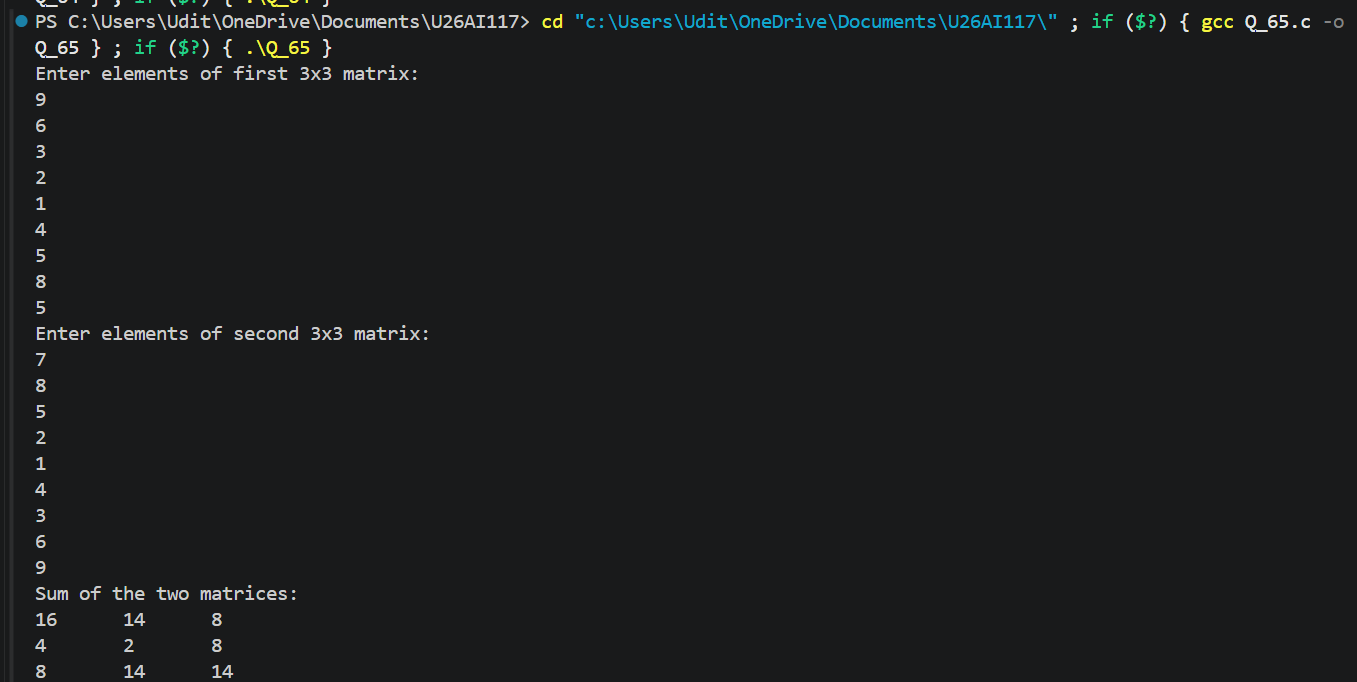 Q_64 } ; if ($?) { .\Q_64 }
PS C:\Users\Udit\OneDrive\Documents\U26AI117> cd "c:\Users\Udit\OneDrive\Documents\U26AI117\" ; if ($?) { gcc Q_65.c -o
Q_65 } ; if ($?) { .\Q_65 }
Enter elements of first 3x3 matrix:
9
6
3
2
1
4
5
8
5
Enter elements of second 3x3 matrix:
7
8
5
2
1
4
3
6
9
Sum of the two matrices:
16 14 8
4 2 8
8 14 14